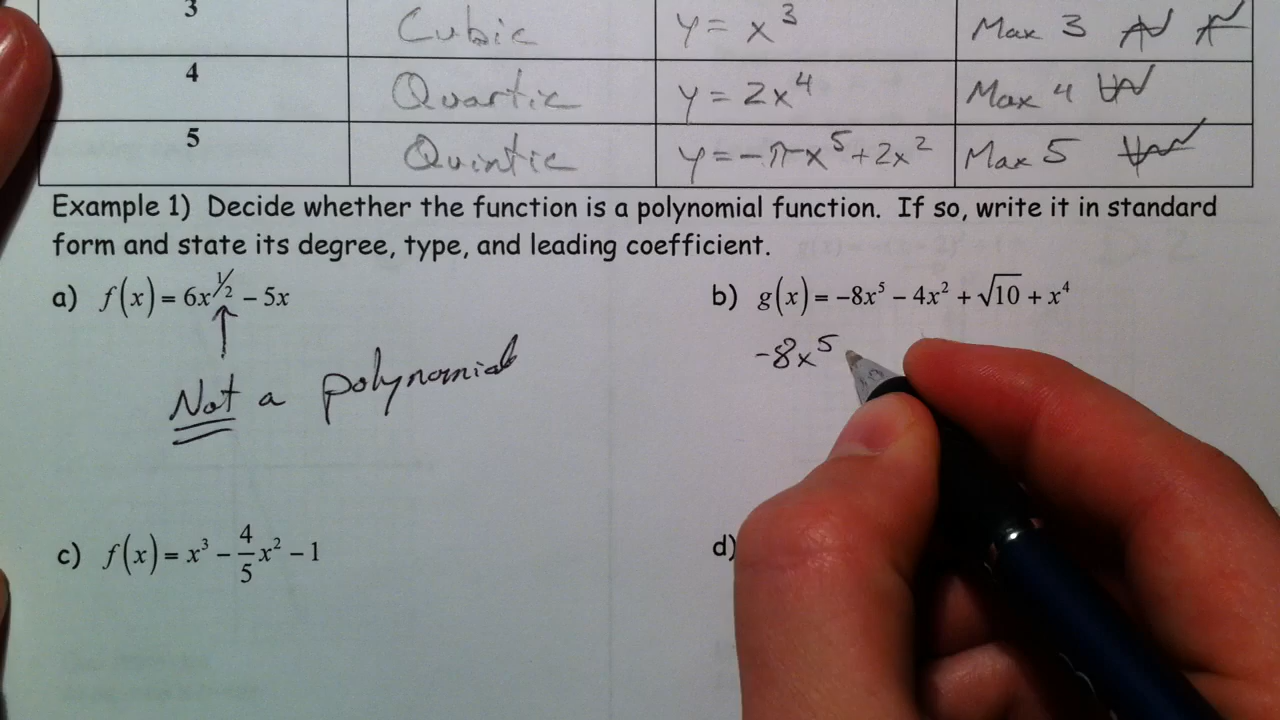 3 Cubic y = x³ Max 3
4 Quartic y = 2x⁴ Max 4
5 Quintic y = -πx⁵ + 2x² Max 5
Example 1) Decide whether the function is a polynomial function. If so, write it in standard
form and state its degree, type, and leading coefficient.
a) f(x) = 6x^½ – 5x
Not a polynomial
b) g(x) = –8x⁵ – 4x² + √10 + x⁴
-8x⁵
c) f(x) = x³ – 4/5 x² – 1
d)